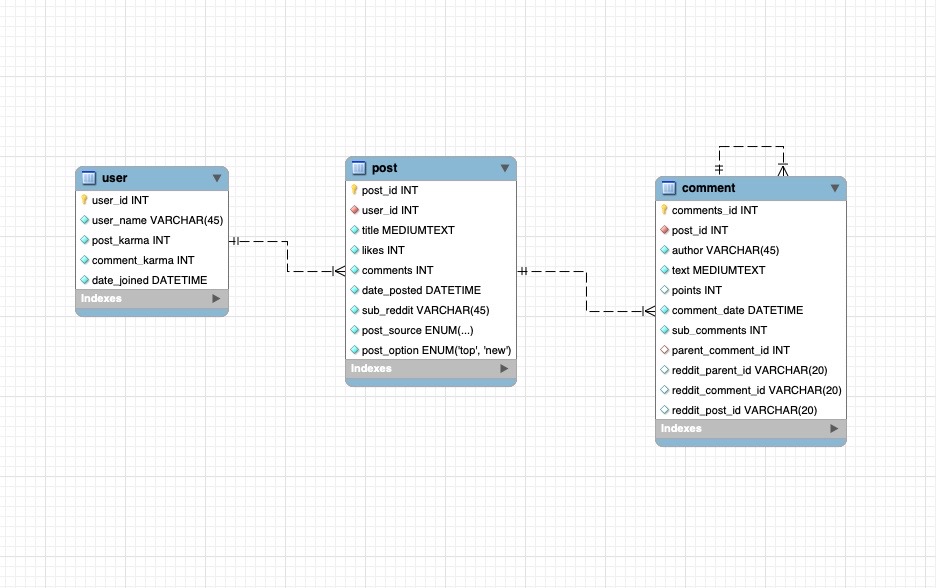 user
user_id INT
user_name VARCHAR(45)
post_karma INT
comment_karma INT
date_joined DATETIME
Indexes
post
post_id INT
user_id INT
title MEDIUMTEXT
likes INT
comments INT
date_posted DATETIME
sub_reddit VARCHAR(45)
post_source ENUM(...)
post_option ENUM('top', 'new')
Indexes
comment
comments_id INT
post_id INT
author VARCHAR(45)
text MEDIUMTEXT
points INT
comment_date DATETIME
sub_comments INT
parent_comment_id INT
reddit_parent_id VARCHAR(20)
reddit_comment_id VARCHAR(20)
reddit_post_id VARCHAR(20)
Indexes